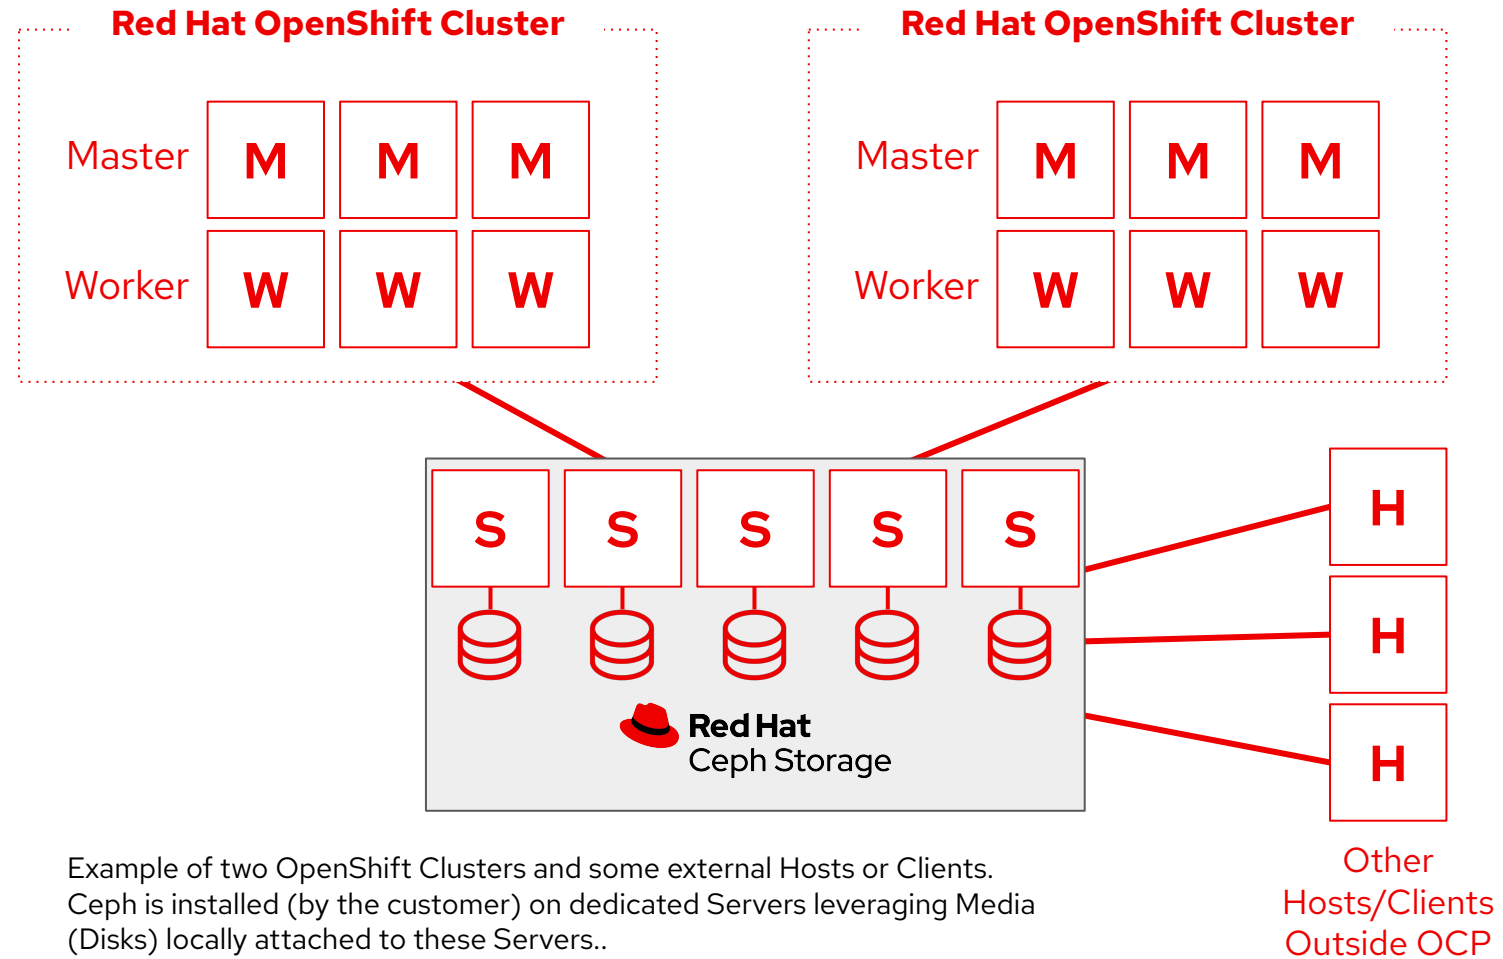 Red Hat OpenShift Cluster
Master M M M
Worker W W W
Red Hat OpenShift Cluster
Master M M M
Worker W W W
S S S S S
Red Hat
Ceph Storage
H
H
H
Other
Hosts/Clients
Outside OCP
Example of two OpenShift Clusters and some external Hosts or Clients.
Ceph is installed (by the customer) on dedicated Servers leveraging Media
(Disks) locally attached to these Servers..